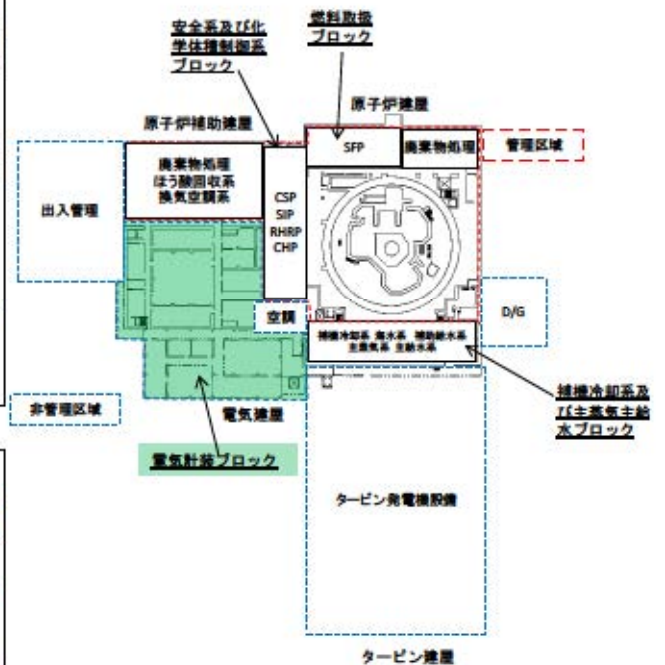 安全系及び化
学体積制御系
ブロック
燃料取扱
ブロック
原子炉建屋
原子炉補助建屋
SFP
廃棄物処理
管理区域
廃棄物処理
ほう酸回収系
換気空調系
出入管理
CSP
SIP
RHRP
CHP
空調
D/G
補機冷却系 海水系 補助給水系
主蒸気系 主給水系
非管理区域
電気建屋
補機冷却系及
び主蒸気主給
水ブロック
電気計装ブロック
タービン発電機設備
タービン建屋